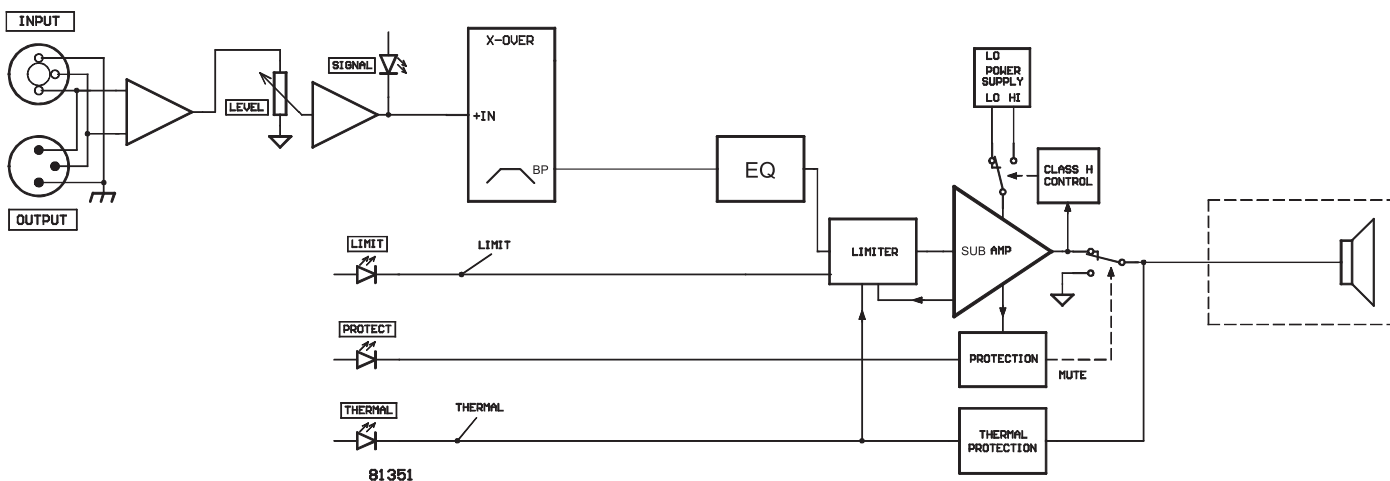 INPUT
X-OVER
SIGNAL
LO
POWER
SUPPLY
LO HI
LEVEL
+IN
BP
EQ
CLASS H
CONTROL
OUTPUT
LIMIT
LIMIT
LIMITER
SUB AMP
PROTECT
PROTECTION
MUTE
THERMAL
THERMAL
THERMAL
PROTECTION
81351